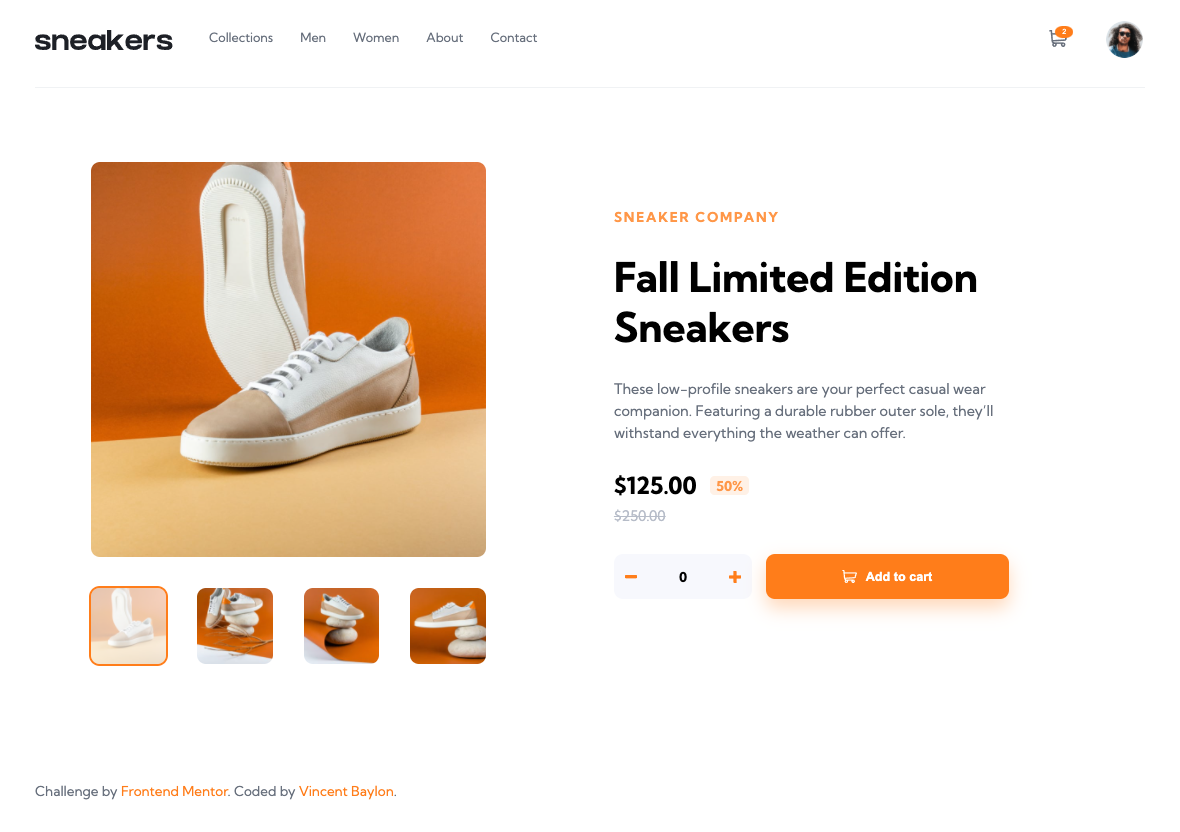 sneakers Collections Men Women About Contact 2
SNEAKER COMPANY
Fall Limited Edition
Sneakers
These low-profile sneakers are your perfect casual wear
companion. Featuring a durable rubber outer sole, they’ll
withstand everything the weather can offer.
$125.00 50%
$250.00
0 Add to cart
Challenge by Frontend Mentor. Coded by Vincent Baylon.